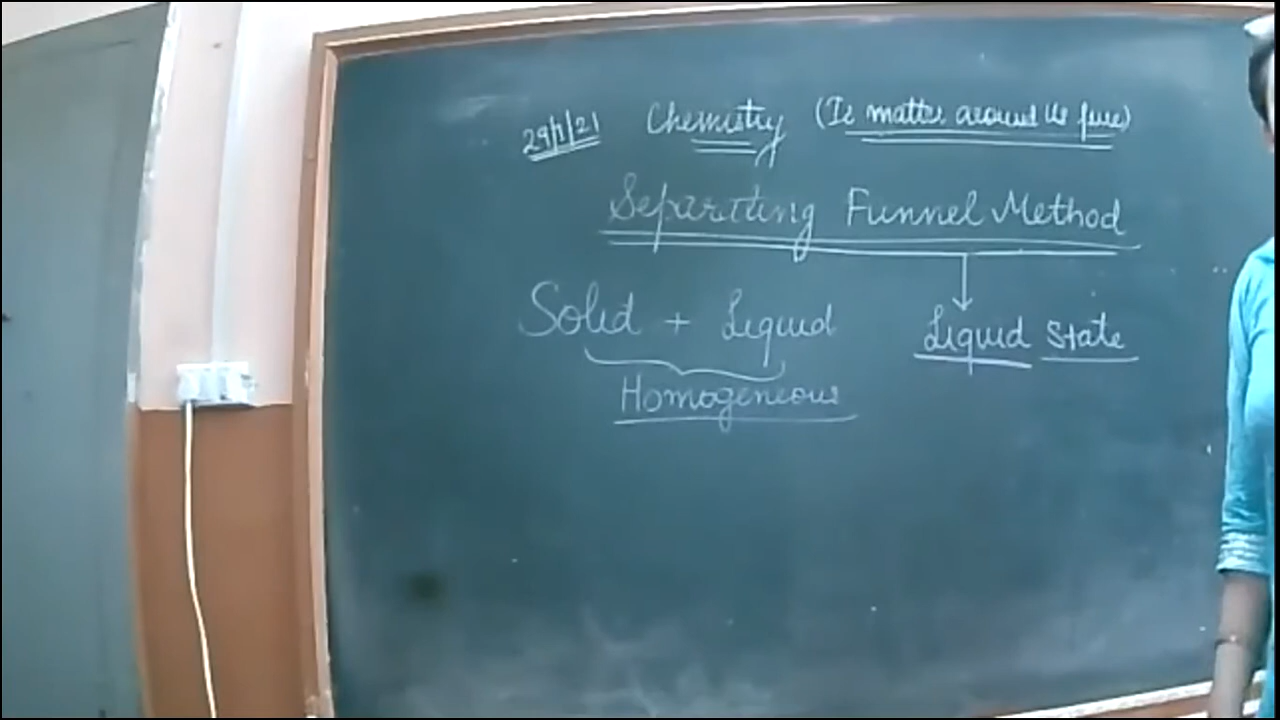 29/1/21 Chemistry (Is matter around us pure)
Separating Funnel Method
Solid + Liquid Liquid state
Homogeneous